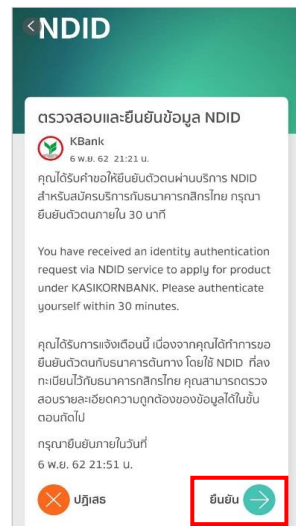 NDID
ตรวจสอบและยืนยันข้อมูล NDID
KBank
6 พ.ย. 62 21:21 น.
คุณได้รับคำขอให้ยืนยันตัวตนผ่านบริการ NDID
สำหรับสมัครบริการกับธนาคารกสิกรไทย กรุณา
ยืนยันตัวตนภายใน 30 นาที
You have received an identity authentication
request via NDID service to apply for product
under KASIKORNBANK. Please authenticate
yourself within 30 minutes.
คุณได้รับการแจ้งเตือนนี้ เนื่องจากคุณได้ทำการขอ
ยืนยันตัวตนกับธนาคารต้นทาง โดยใช้ NDID ที่ลง
ทะเบียนไว้กับธนาคารกสิกรไทย คุณสามารถตรวจ
สอบรายละเอียดความถูกต้องของข้อมูลได้ในขั้น
ตอนถัดไป
กรุณายืนยันภายในวันที่
6 พ.ย. 62 21:51 น.
ปฏิเสธ
ยืนยัน